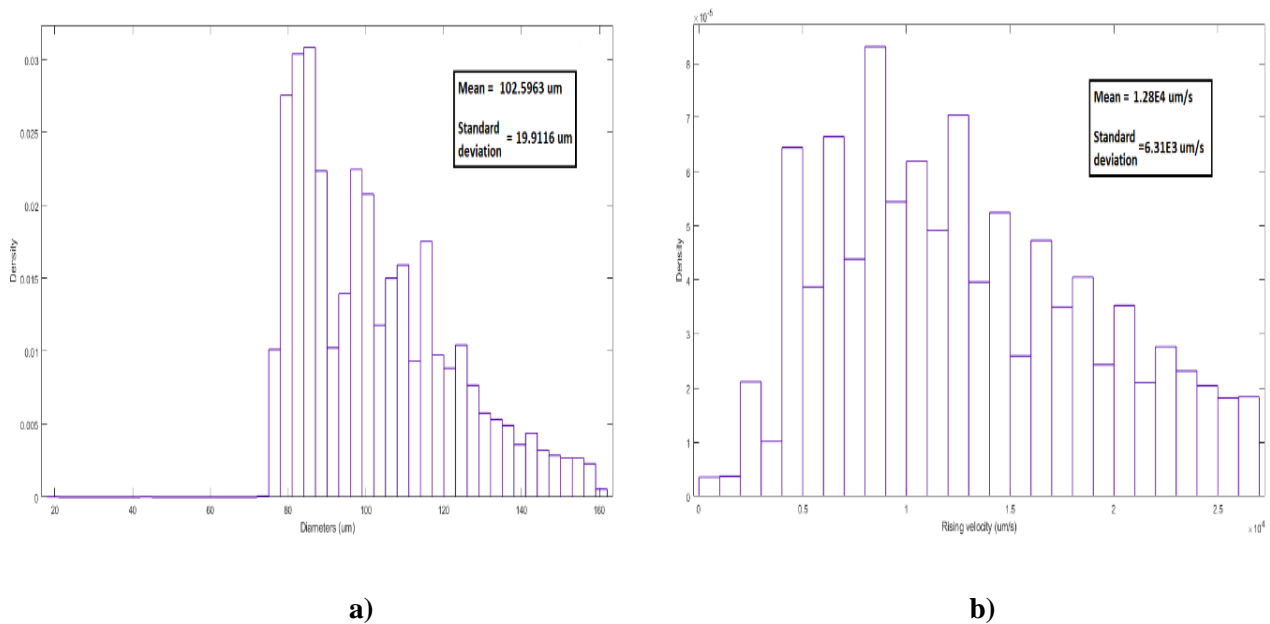 0.03
0.025
0.02
0.015
0.01
0.005
0
Density
20
40
60
80
100
120
140
160
Diameters (um)
Mean = 102.5963 um
Standard
deviation = 19.9116 um
a)
×10⁻⁵
8
7
6
5
4
3
2
1
0
Density
0
0.5
1
1.5
2
2.5
×10⁴
Rising velocity (um/s)
Mean = 1.28E4 um/s
Standard
deviation =6.31E3 um/s
b)